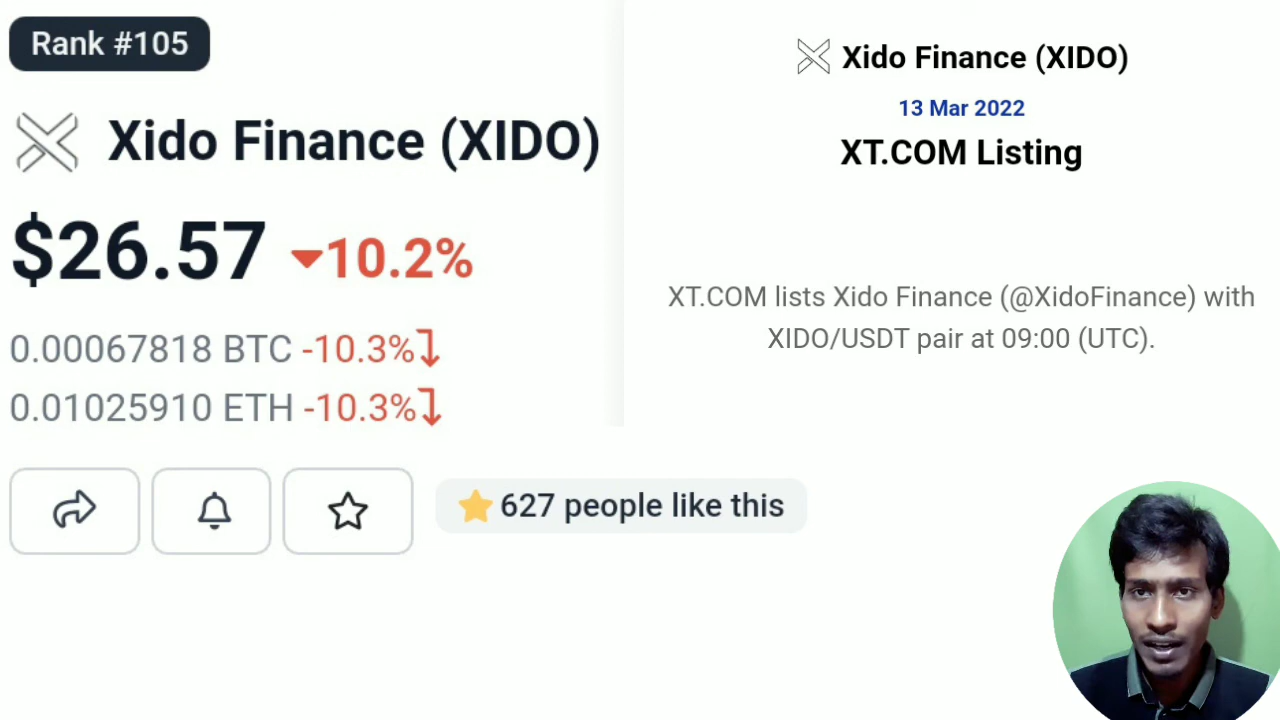 Rank #105
Xido Finance (XIDO)
$26.57 10.2%
0.00067818 BTC -10.3%
0.01025910 ETH -10.3%
627 people like this
Xido Finance (XIDO)
13 Mar 2022
XT.COM Listing
XT.COM lists Xido Finance (@XidoFinance) with
XIDO/USDT pair at 09:00 (UTC).